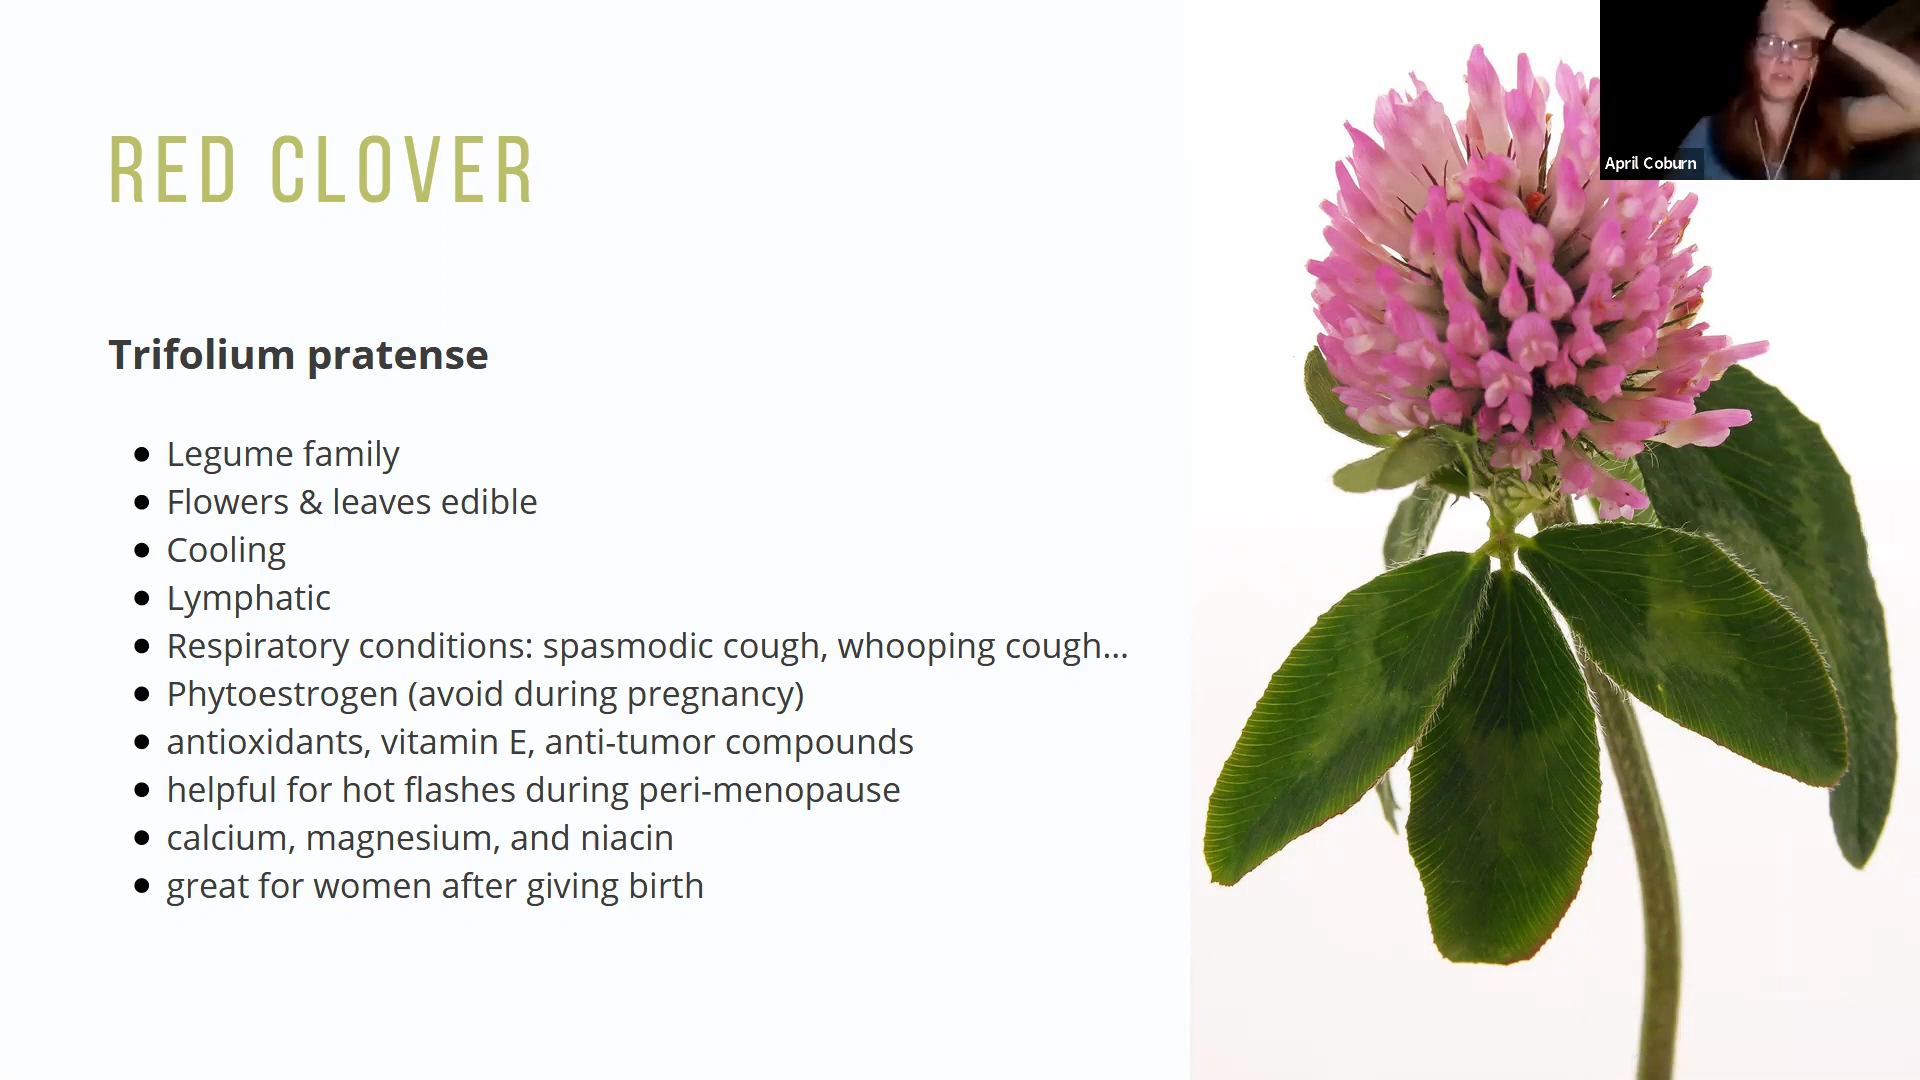 RED CLOVER
Trifolium pratense
Legume family
Flowers & leaves edible
Cooling
Lymphatic
Respiratory conditions: spasmodic cough, whooping cough...
Phytoestrogen (avoid during pregnancy)
antioxidants, vitamin E, anti-tumor compounds
helpful for hot flashes during peri-menopause
calcium, magnesium, and niacin
great for women after giving birth
April Coburn